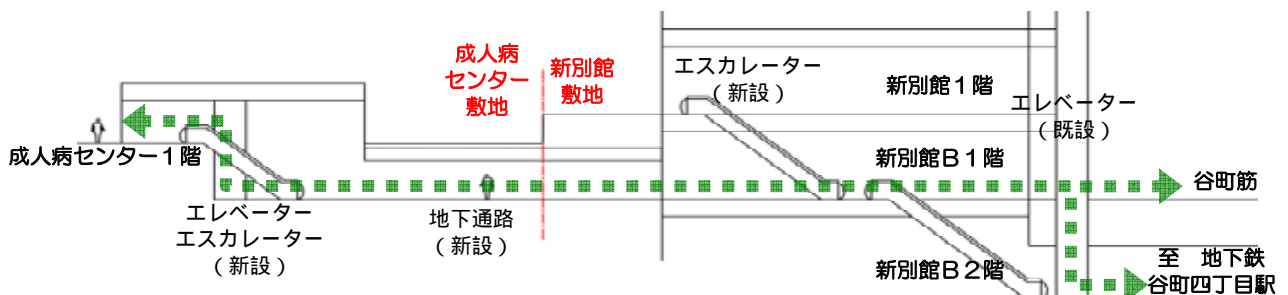 成人病
センター
敷地
新別館
敷地
エスカレーター
（新設）
新別館１階
エレベーター
（既設）
成人病センター１階
新別館Ｂ１階
谷町筋
エレベーター
エスカレーター
（新設）
地下通路
（新設）
新別館Ｂ２階
至　地下鉄
谷町四丁目駅